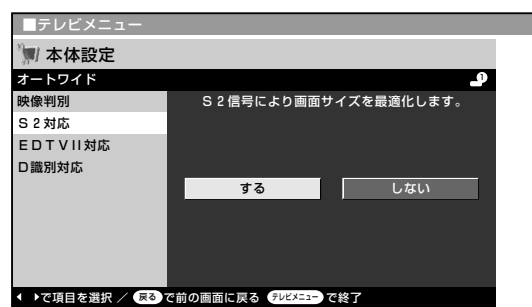 ■テレビメニュー
本体設定
オートワイド
1
映像判別
S2信号により画面サイズを最適化します。
S2対応
EDTVII対応
D識別対応
する
しない
で項目を選択 ／ 戻る で前の画面に戻る テレビメニュー で終了